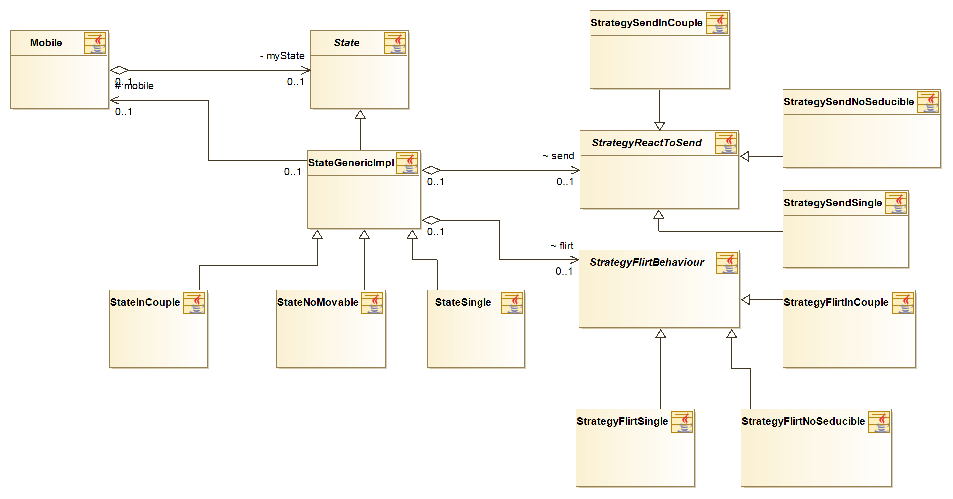 StrategySendInCouple
Mobile
State
~ myState
0..1
0..1
# mobile
0..1
StrategySendNoSeducible
StrategyReactToSend
StateGenericImpl
0..1
0..1
~ send
0..1
StrategySendSingle
0..1
~ flirt
0..1
StrategyFlirtBehaviour
StateInCouple
StateNoMovable
StateSingle
StrategyFlirtInCouple
StrategyFlirtSingle
StrategyFlirtNoSeducible